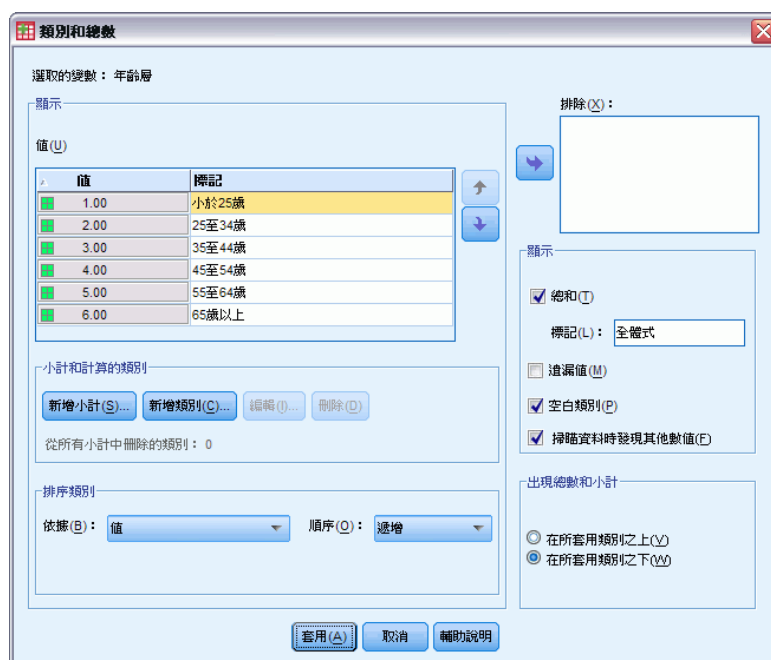 類別和總數
選取的變數： 年齡層
顯示
值(U)
值 標記
1.00 小於25歲
2.00 25至34歲
3.00 35至44歲
4.00 45至54歲
5.00 55至64歲
6.00 65歲以上
小計和計算的類別
新增小計(S)... 新增類別(C)... 編輯(I)... 刪除(D)
從所有小計中刪除的類別： 0
排序類別
依據(B)： 值 順序(O)： 遞增
排除(X)：
顯示
總和(T)
標記(L)： 全體式
遺漏值(M)
空白類別(P)
掃瞄資料時發現其他數值(F)
出現總數和小計
在所套用類別之上(V)
在所套用類別之下(W)
套用(A) 取消 輔助說明